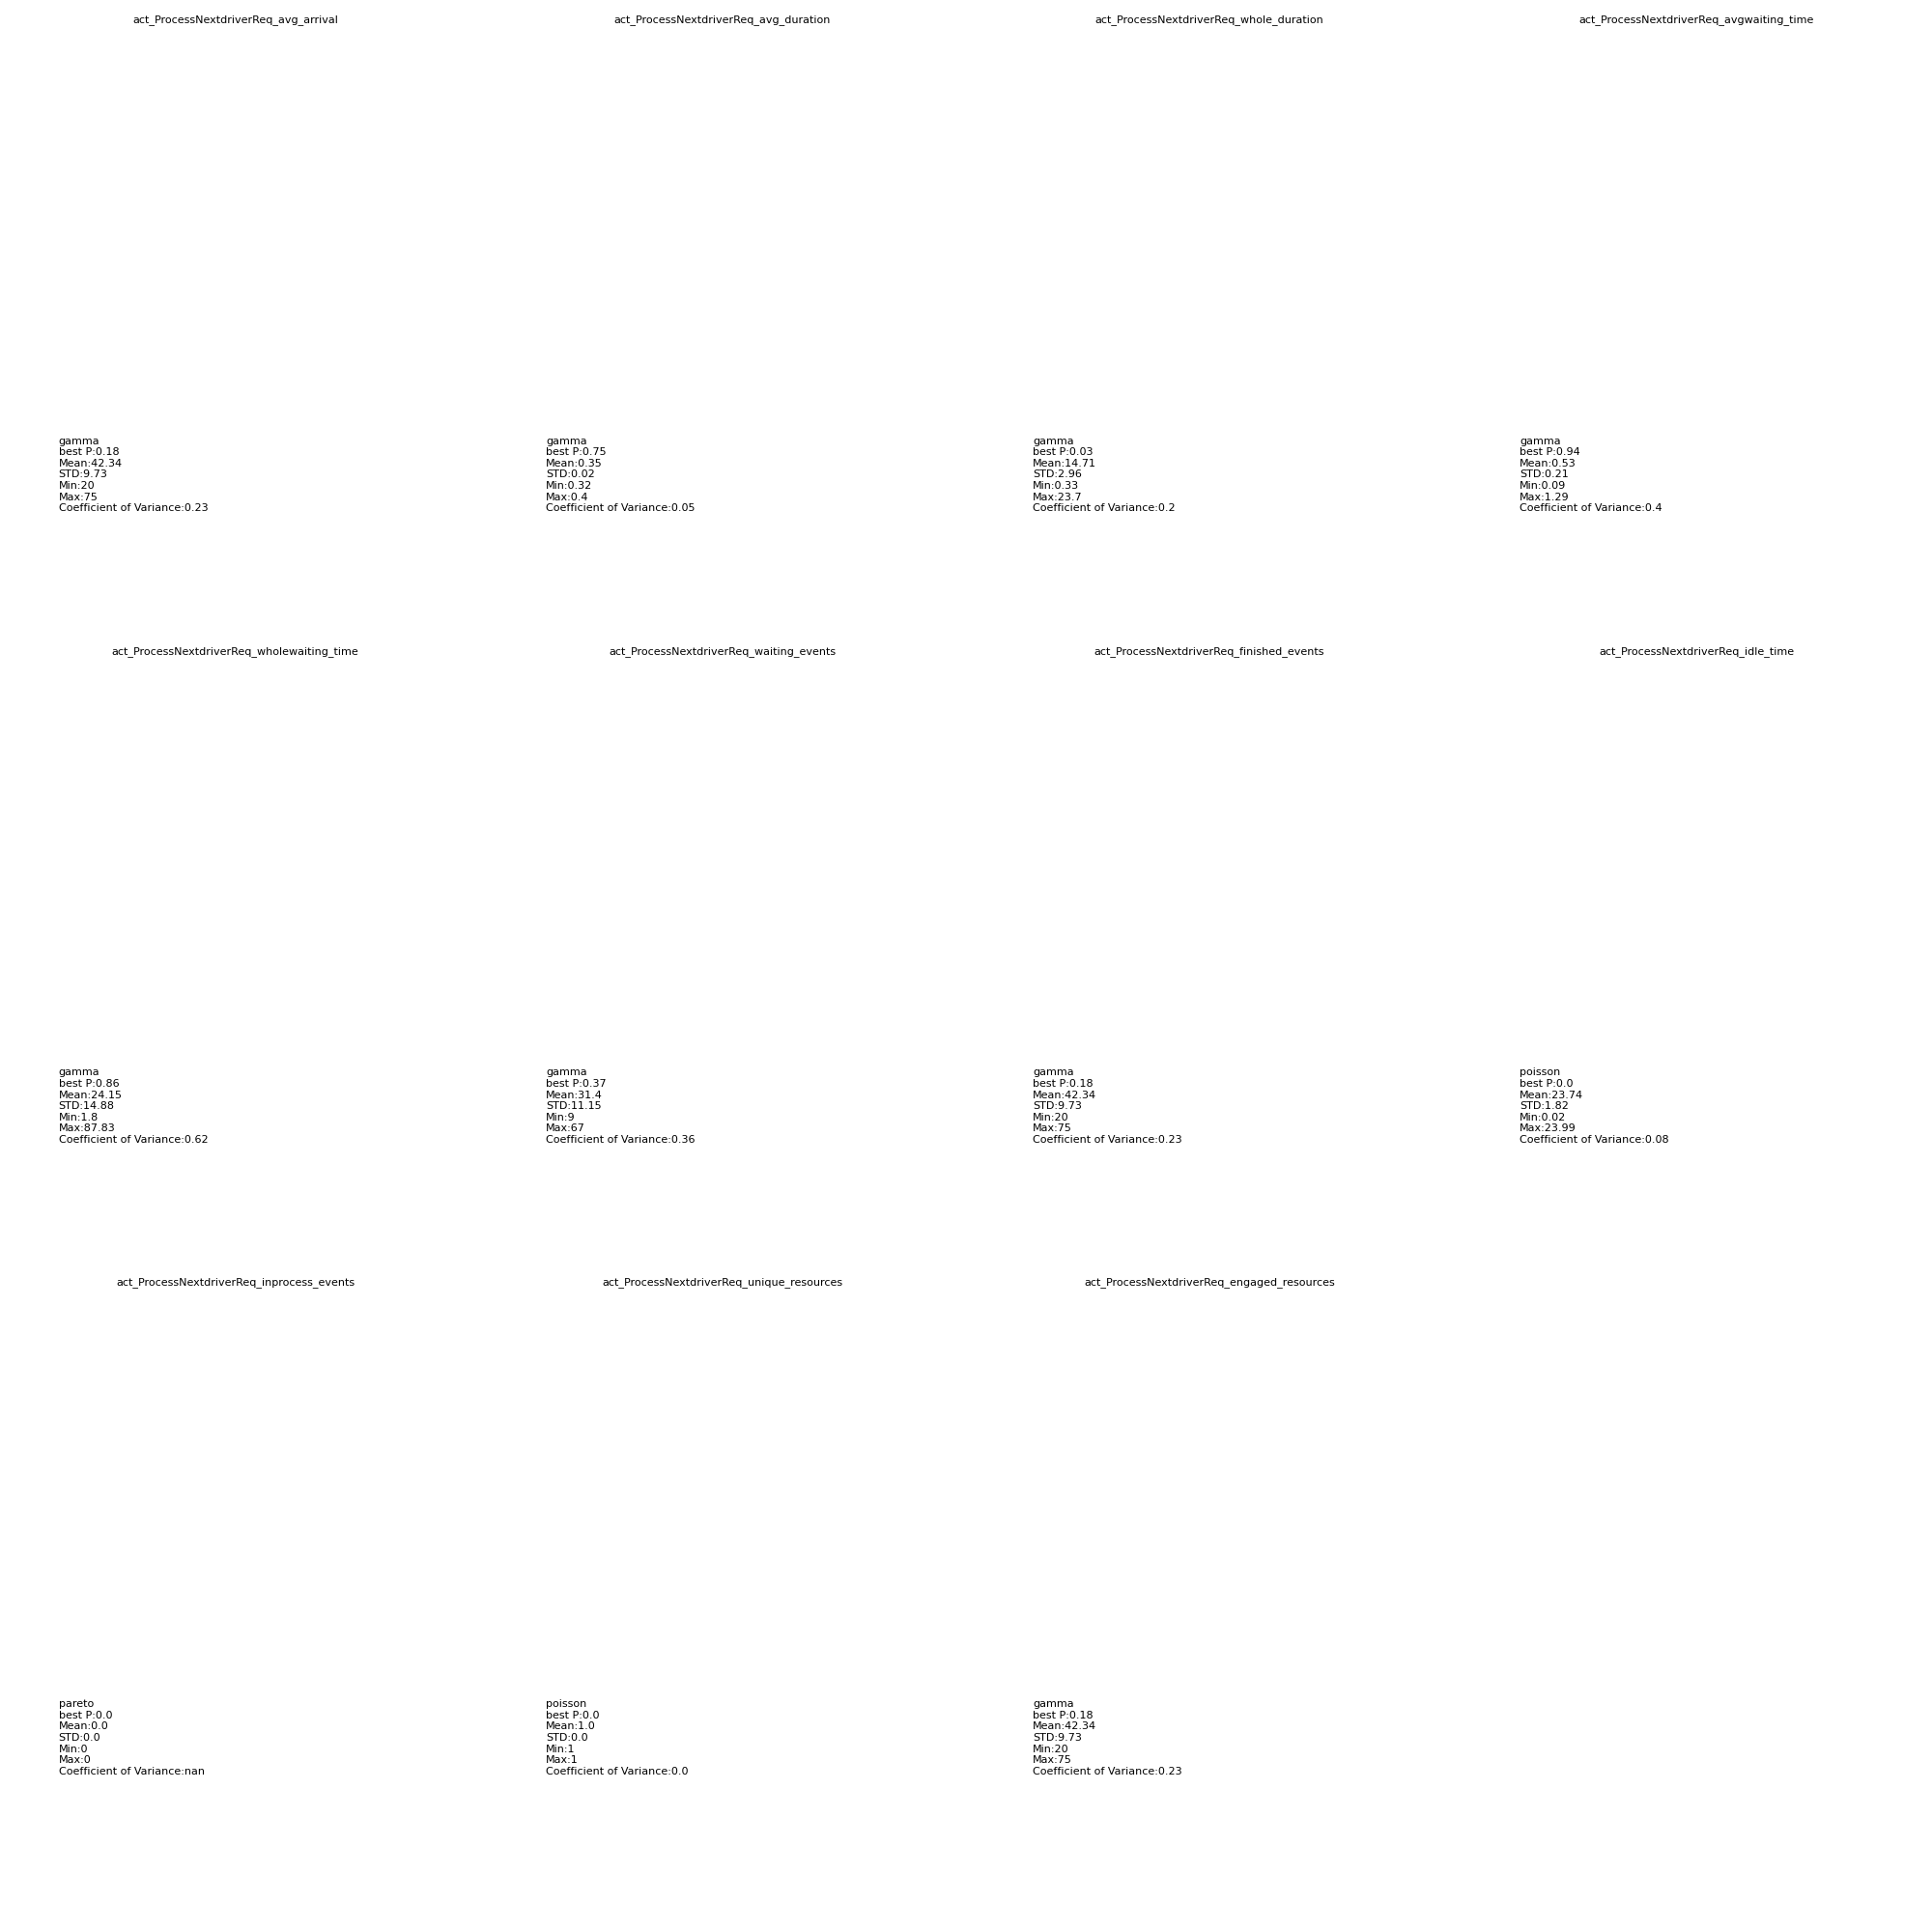 act_ProcessNextdriverReq_avg_arrival
act_ProcessNextdriverReq_avg_duration
act_ProcessNextdriverReq_whole_duration
act_ProcessNextdriverReq_avgwaiting_time
gamma
best P:0.18
Mean:42.34
STD:9.73
Min:20
Max:75
Coefficient of Variance:0.23
gamma
best P:0.75
Mean:0.35
STD:0.02
Min:0.32
Max:0.4
Coefficient of Variance:0.05
gamma
best P:0.03
Mean:14.71
STD:2.96
Min:0.33
Max:23.7
Coefficient of Variance:0.2
gamma
best P:0.94
Mean:0.53
STD:0.21
Min:0.09
Max:1.29
Coefficient of Variance:0.4
act_ProcessNextdriverReq_wholewaiting_time
act_ProcessNextdriverReq_waiting_events
act_ProcessNextdriverReq_finished_events
act_ProcessNextdriverReq_idle_time
gamma
best P:0.86
Mean:24.15
STD:14.88
Min:1.8
Max:87.83
Coefficient of Variance:0.62
gamma
best P:0.37
Mean:31.4
STD:11.15
Min:9
Max:67
Coefficient of Variance:0.36
gamma
best P:0.18
Mean:42.34
STD:9.73
Min:20
Max:75
Coefficient of Variance:0.23
poisson
best P:0.0
Mean:23.74
STD:1.82
Min:0.02
Max:23.99
Coefficient of Variance:0.08
act_ProcessNextdriverReq_inprocess_events
act_ProcessNextdriverReq_unique_resources
act_ProcessNextdriverReq_engaged_resources
pareto
best P:0.0
Mean:0.0
STD:0.0
Min:0
Max:0
Coefficient of Variance:nan
poisson
best P:0.0
Mean:1.0
STD:0.0
Min:1
Max:1
Coefficient of Variance:0.0
gamma
best P:0.18
Mean:42.34
STD:9.73
Min:20
Max:75
Coefficient of Variance:0.23